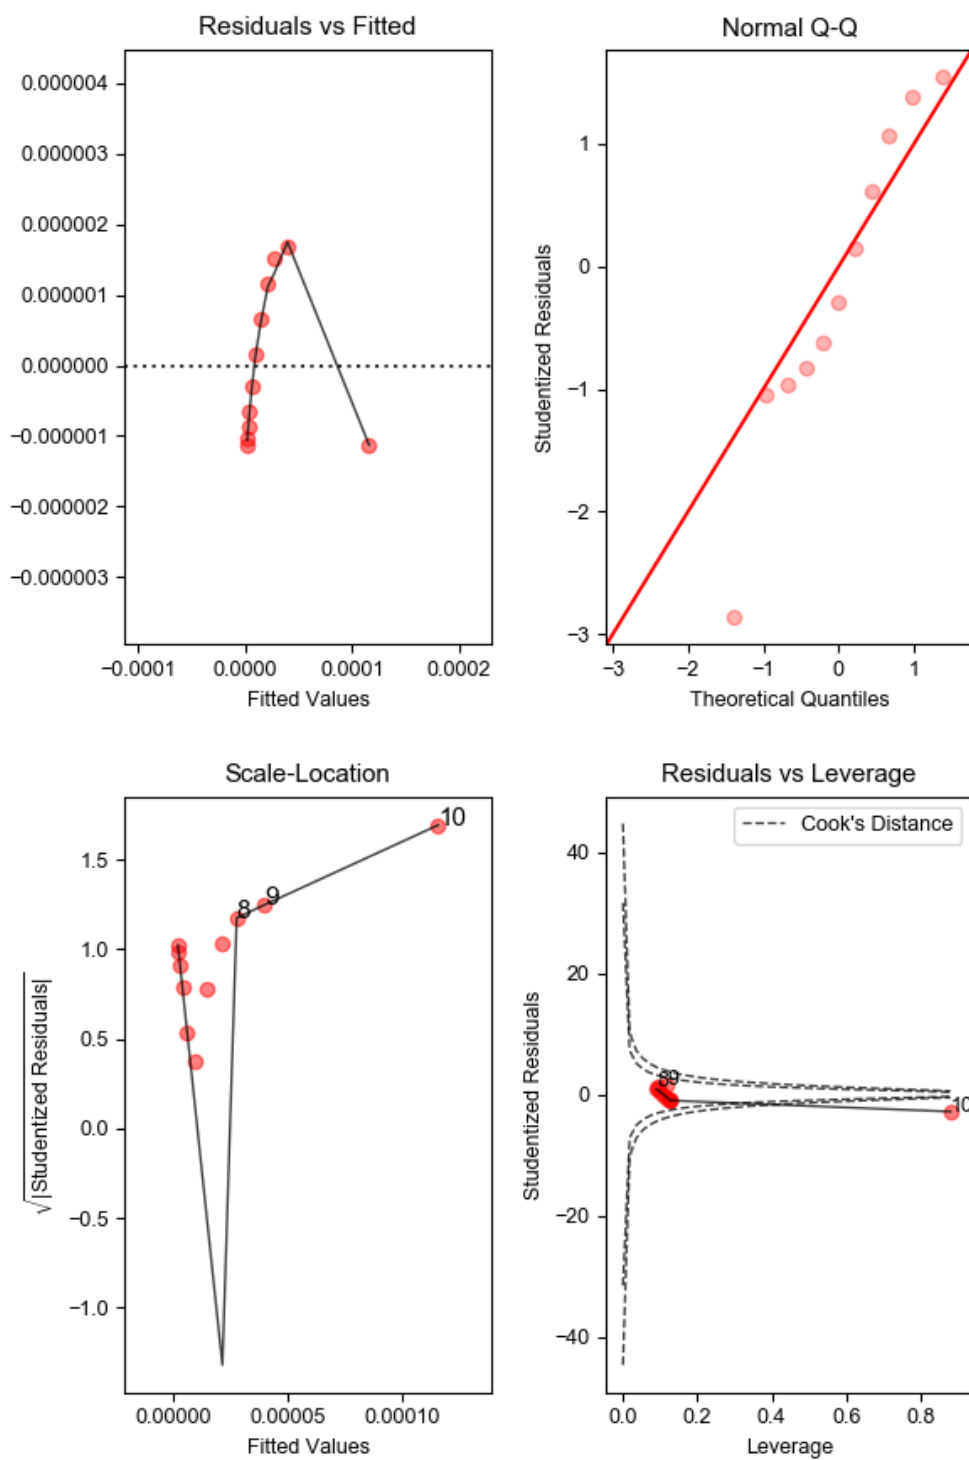 Residuals vs Fitted
0.000004
0.000003
0.000002
0.000001
0.000000
−0.000001
−0.000002
−0.000003
−0.0001 0.0000 0.0001 0.0002
Fitted Values
Normal Q-Q
Studentized Residuals
1
0
−1
−2
−3
−3 −2 −1 0 1
Theoretical Quantiles
Scale-Location
√|Studentized Residuals|
1.5
1.0
0.5
0.0
−0.5
−1.0
10
9
8
0.00000 0.00005 0.00010
Fitted Values
Residuals vs Leverage
Cook's Distance
Studentized Residuals
40
20
0
−20
−40
89
10
0.0 0.2 0.4 0.6 0.8
Leverage